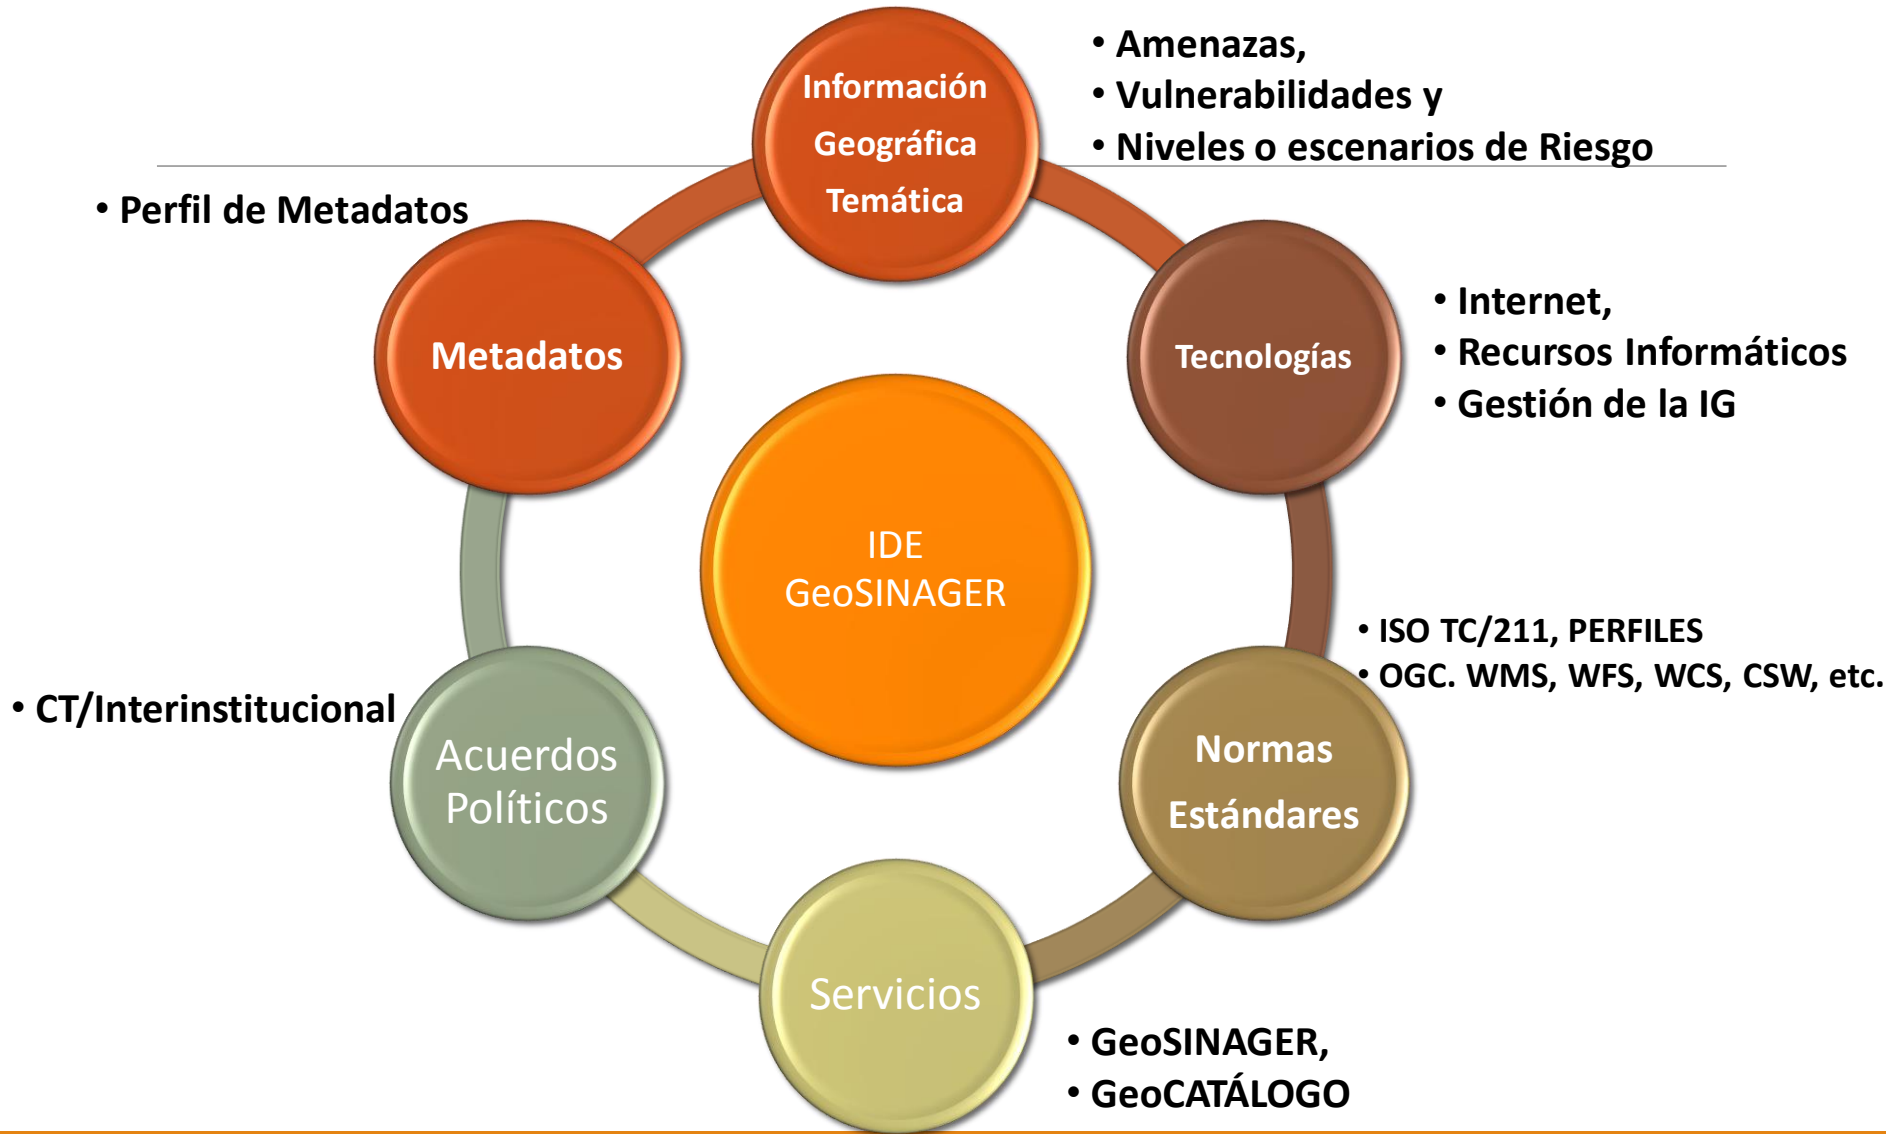 Información
Geográfica
Temática
• Amenazas,
• Vulnerabilidades y
• Niveles o escenarios de Riesgo
• Perfil de Metadatos
Metadatos
Tecnologías
• Internet,
• Recursos Informáticos
• Gestión de la IG
IDE
GeoSINAGER
• ISO TC/211, PERFILES
• OGC. WMS, WFS, WCS, CSW, etc.
• CT/Interinstitucional
Acuerdos
Políticos
Normas
Estándares
Servicios
• GeoSINAGER,
• GeoCATÁLOGO